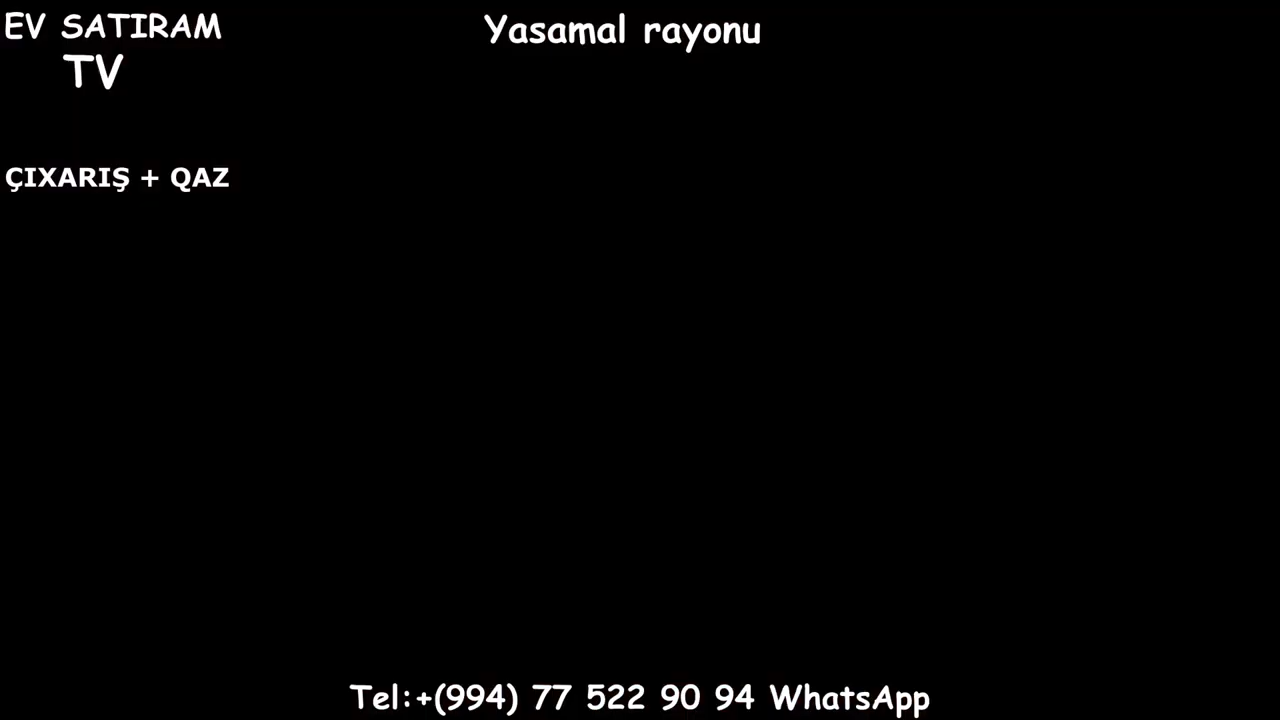 EV SATIRAM
TV
Yasamal rayonu
ÇIXARIŞ + QAZ
Tel:+(994) 77 522 90 94 WhatsApp